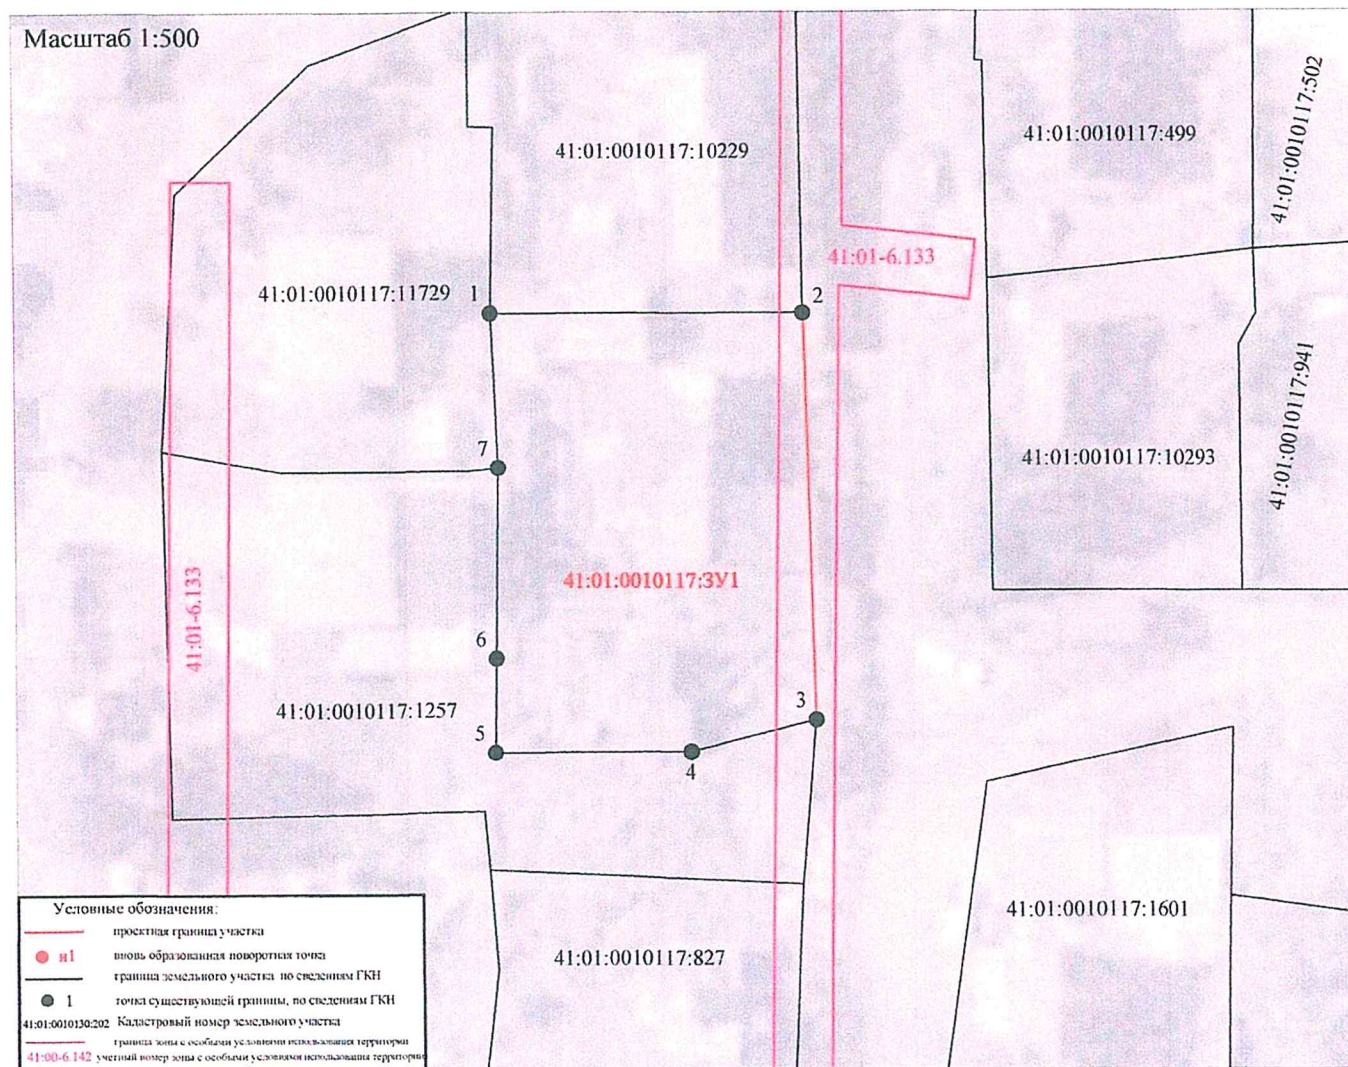 Масштаб 1:500
41:01:0010117:10229
41:01:0010117:499
41:01:0010117:502
41:01-6.133
41:01:0010117:11729
1
2
41:01:0010117:941
41:01:0010117:10293
7
41:01:0010117:ЗУ1
41:01-6.133
6
41:01:0010117:1257
3
5
4
41:01:0010117:1601
41:01:0010117:827
Условные обозначения:
проектная граница участка
н1 вновь образованная поворотная точка
граница земельного участка по сведениям ГКН
1 точка существующей границы, по сведениям ГКН
41:01:0010130:202 Кадастровый номер земельного участка
граница зоны с особыми условиями использования территории
41:00-6.142 учетный номер зоны с особыми условиями использования территории